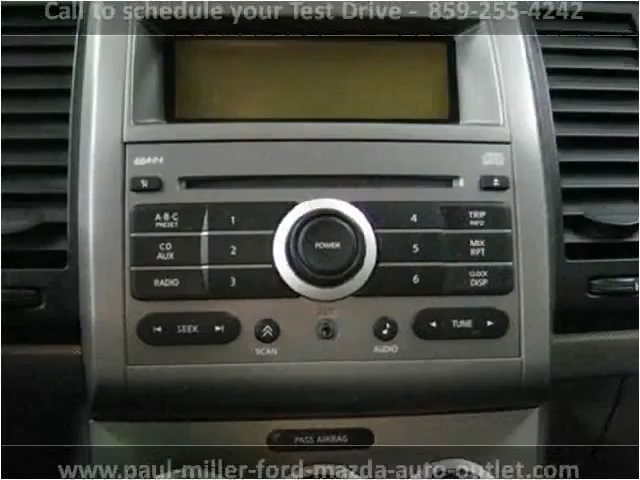 Call to schedule your Test Drive - 859-255-4242
A·B·C 1 4 TRIP
PRESET INFO
CD 2 5 MIX
AUX RPT
POWER
RADIO 3 6 CLOCK
DISP
SEEK TUNE
SCAN AUDIO
PASS AIRBAG
www.paul-miller-ford-mazda-auto-outlet.com